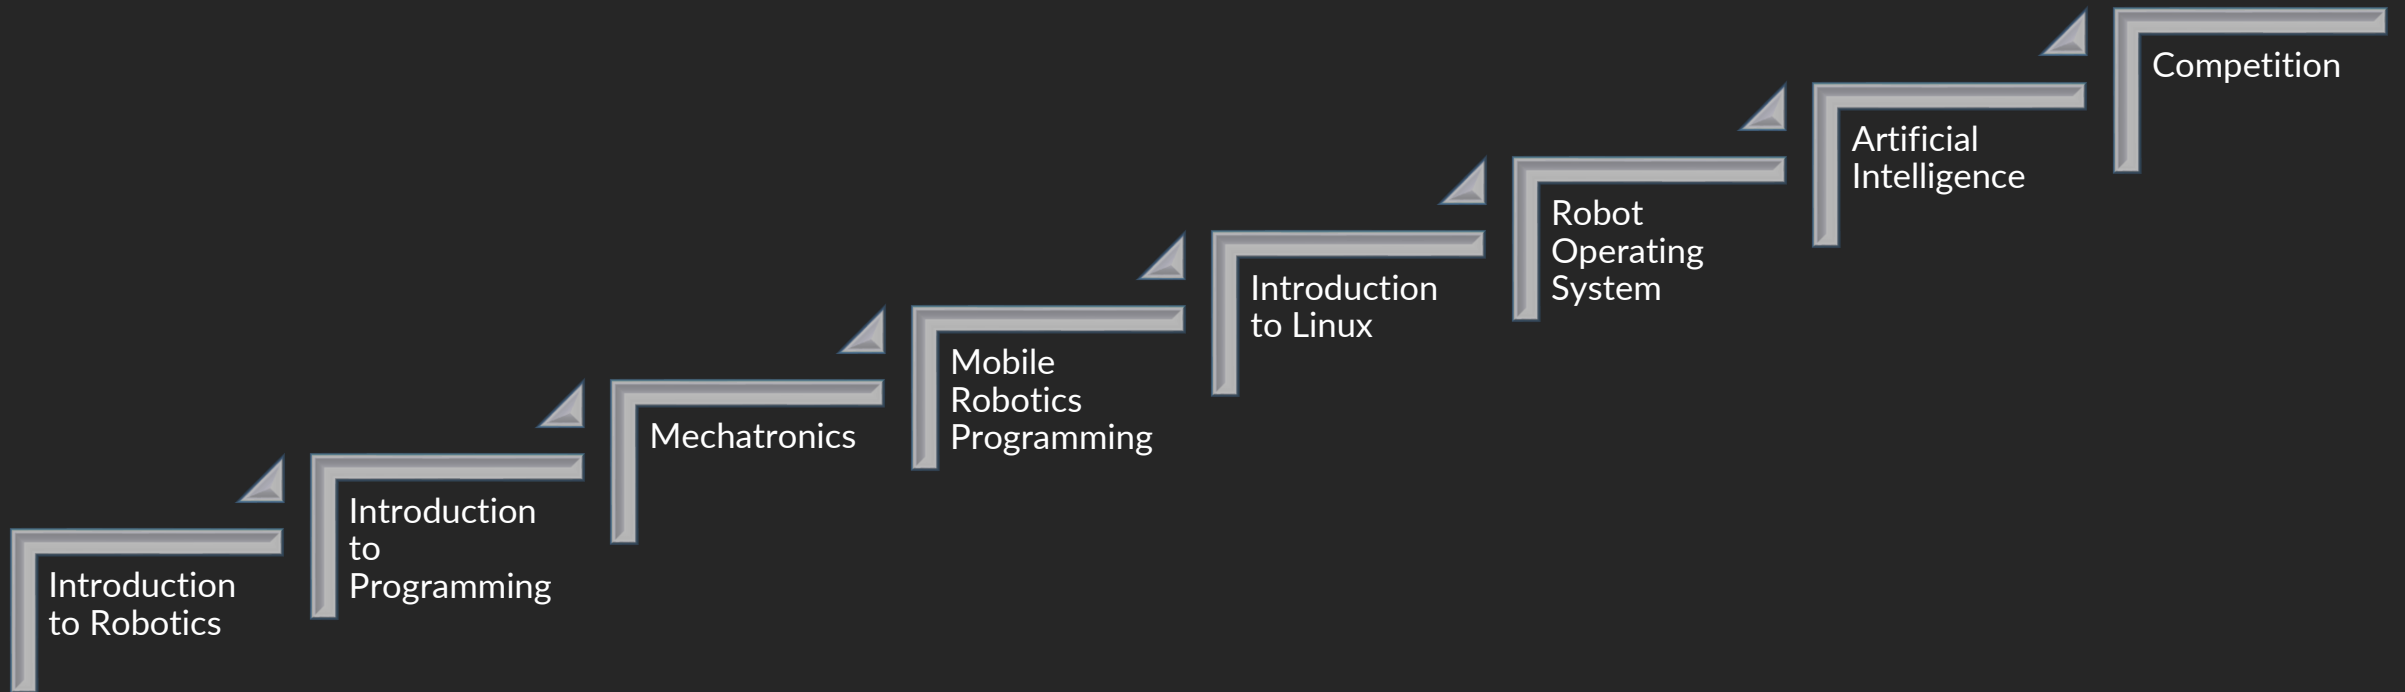 Introduction
to Robotics
Introduction
to
Programming
Mechatronics
Mobile
Robotics
Programming
Introduction
to Linux
Robot
Operating
System
Artificial
Intelligence
Competition